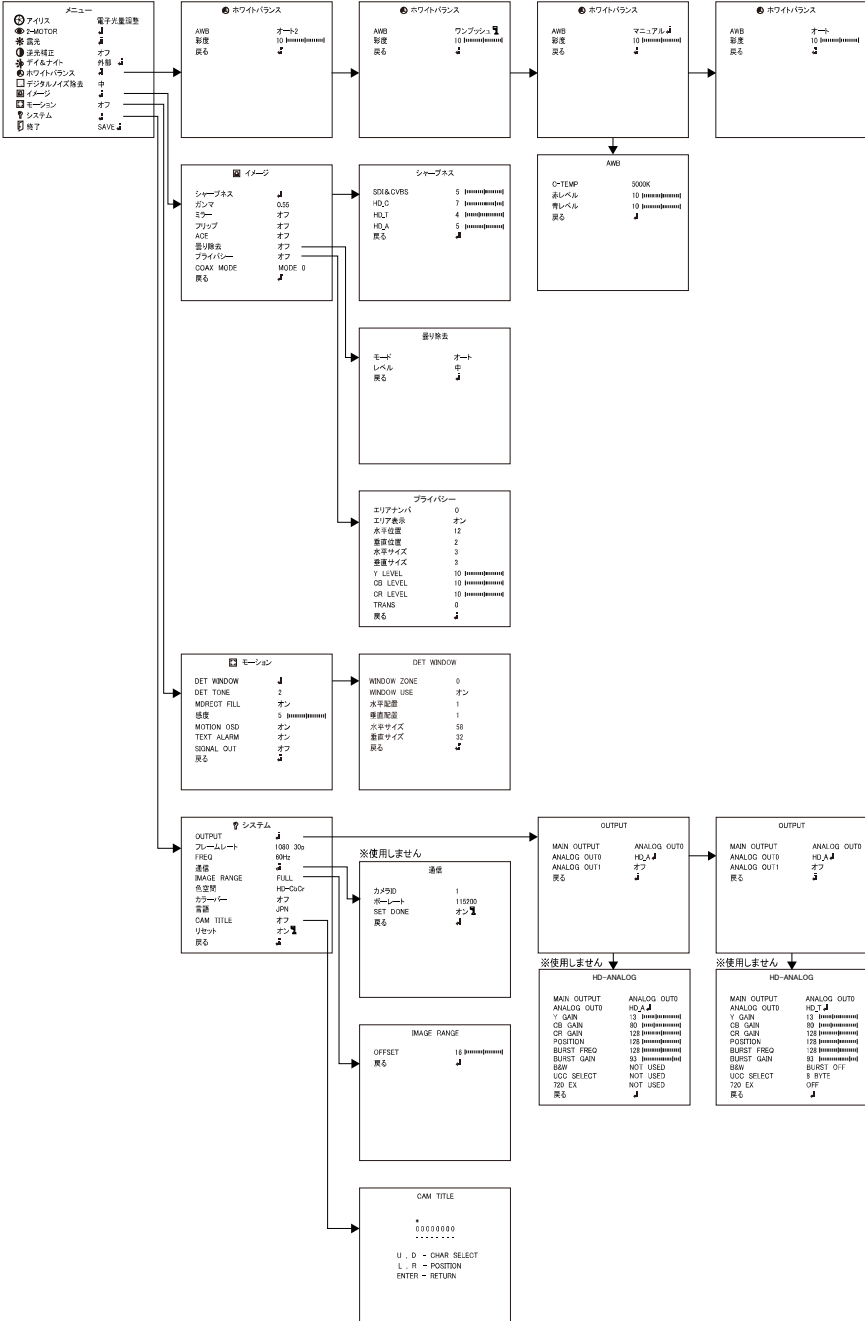 メニュー
アイリス 電子光量調整
2-MOTOR
露光
逆光補正 オフ
デイ&ナイト 外部
ホワイトバランス
デジタルノイズ除去 中
イメージ
モーション オフ
システム
終了 SAVE
ホワイトバランス
AWB オート2
彩度 10
戻る
ホワイトバランス
AWB ワンプッシュ
彩度 10
戻る
ホワイトバランス
AWB マニュアル
彩度 10
戻る
ホワイトバランス
AWB オート
彩度 10
戻る
AWB
C-TEMP 5000K
赤レベル 10
青レベル 10
戻る
イメージ
シャープネス
ガンマ 0.55
ミラー オフ
フリップ オフ
ACE オフ
曇り除去 オフ
プライバシー オフ
COAX MODE MODE 0
戻る
シャープネス
SDI&CVBS 5
HD_C 7
HD_T 4
HD_A 5
戻る
曇り除去
モード オート
レベル 中
戻る
プライバシー
エリアナンバ 0
エリア表示 オン
水平位置 12
垂直位置 2
水平サイズ 3
垂直サイズ 3
Y LEVEL 10
CB LEVEL 10
CR LEVEL 10
TRANS 0
戻る
モーション
DET WINDOW
DET TONE 2
MDRECT FILL オン
感度 5
MOTION OSD オン
TEXT ALARM オン
SIGNAL OUT オフ
戻る
DET WINDOW
WINDOW ZONE 0
WINDOW USE オン
水平配置 1
垂直配置 1
水平サイズ 58
垂直サイズ 32
戻る
システム
OUTPUT
フレームレート 1080 30p
FREQ 60Hz
通信
IMAGE RANGE FULL
色空間 HD-CbCr
カラーバー オフ
言語 JPN
CAM TITLE オフ
リセット オン
戻る
※使用しません
通信
カメラID 1
ボーレート 115200
SET DONE オン
戻る
IMAGE RANGE
OFFSET 16
戻る
CAM TITLE
*
00000000
--------
U , D - CHAR SELECT
L , R - POSITION
ENTER - RETURN
OUTPUT
MAIN OUTPUT ANALOG OUT0
ANALOG OUT0 HD_A
ANALOG OUT1 オフ
戻る
OUTPUT
MAIN OUTPUT ANALOG OUT0
ANALOG OUT0 HD_A
ANALOG OUT1 オフ
戻る
※使用しません
HD-ANALOG
MAIN OUTPUT ANALOG OUT0
ANALOG OUT0 HD_A
Y GAIN 13
CB GAIN 80
CR GAIN 128
POSITION 128
BURST FREQ 128
BURST GAIN 93
B&W NOT USED
UCC SELECT NOT USED
720 EX NOT USED
戻る
※使用しません
HD-ANALOG
MAIN OUTPUT ANALOG OUT0
ANALOG OUT0 HD_T
Y GAIN 13
CB GAIN 80
CR GAIN 128
POSITION 128
BURST FREQ 128
BURST GAIN 93
B&W BURST OFF
UCC SELECT 8 BYTE
720 EX OFF
戻る